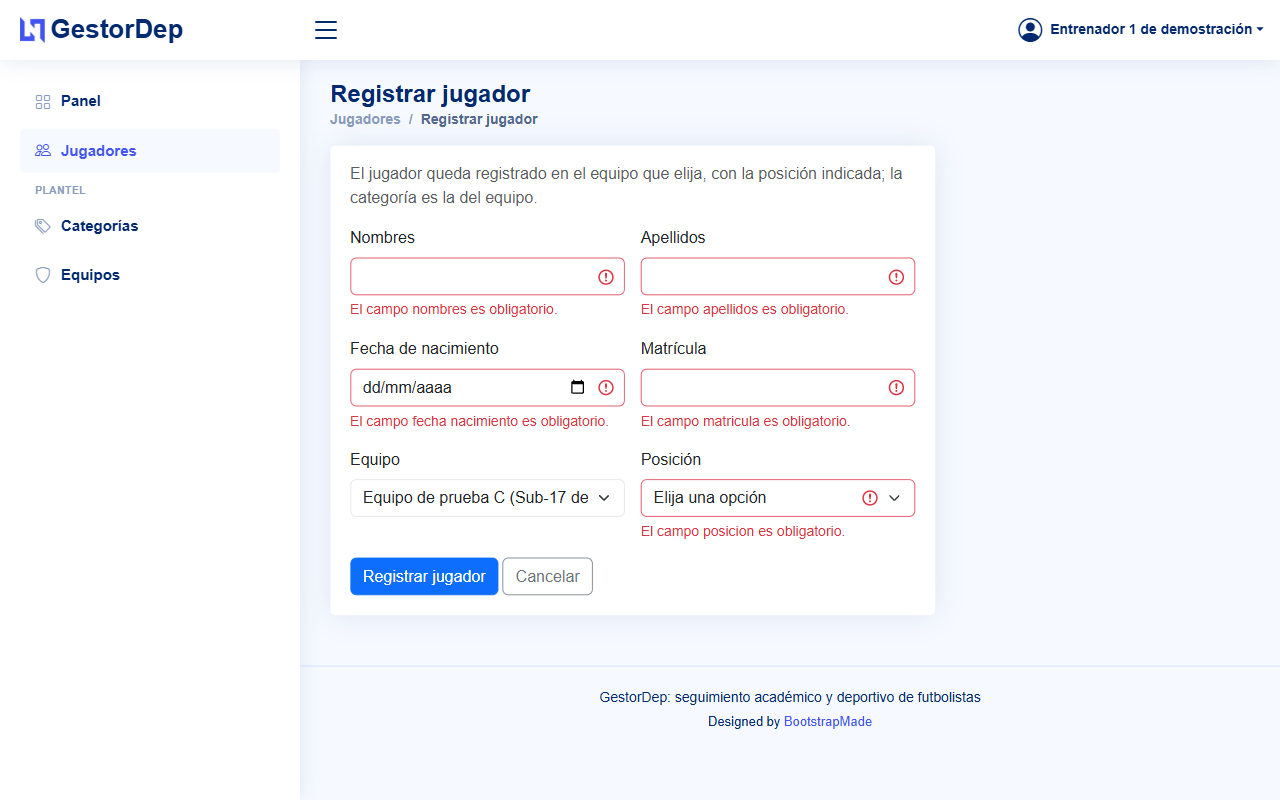 GestorDep
Entrenador 1 de demostración
Panel
Jugadores
PLANTEL
Categorías
Equipos
Registrar jugador
Jugadores / Registrar jugador
El jugador queda registrado en el equipo que elija, con la posición indicada; la
categoría es la del equipo.
Nombres Apellidos
El campo nombres es obligatorio. El campo apellidos es obligatorio.
Fecha de nacimiento Matrícula
dd/mm/aaaa
El campo fecha nacimiento es obligatorio. El campo matricula es obligatorio.
Equipo Posición
Equipo de prueba C (Sub-17 de Elija una opción
El campo posicion es obligatorio.
Registrar jugador Cancelar
GestorDep: seguimiento académico y deportivo de futbolistas
Designed by BootstrapMade